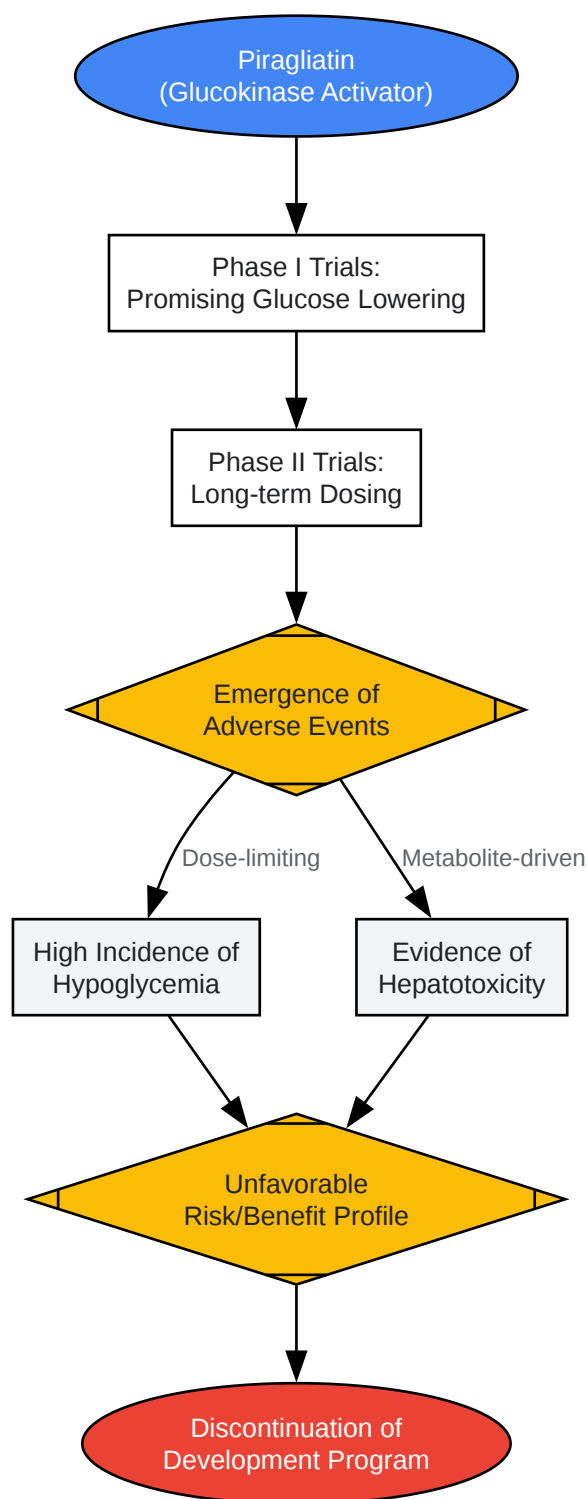 Piragliatin
(Glucokinase Activator)
Phase I Trials:
Promising Glucose Lowering
Phase II Trials:
Long-term Dosing
Emergence of
Adverse Events
Dose-limiting
Metabolite-driven
High Incidence of
Hypoglycemia
Evidence of
Hepatotoxicity
Unfavorable
Risk/Benefit Profile
Discontinuation of
Development Program